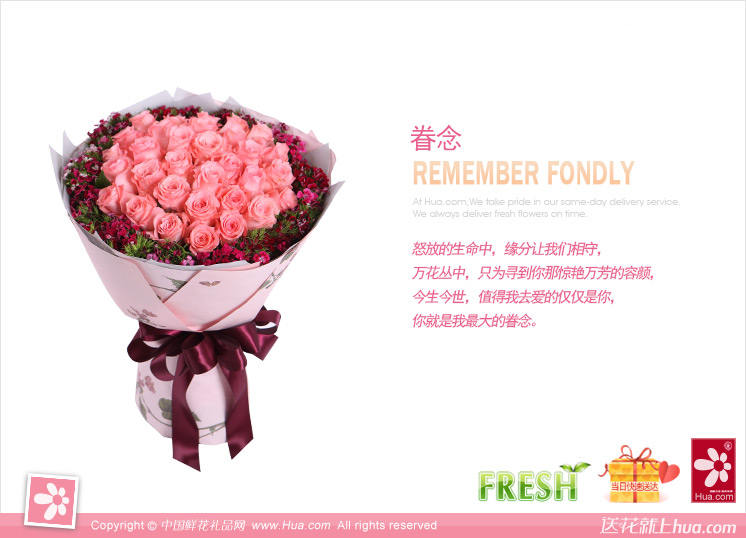 眷念
REMEMBER FONDLY
At Hua.com,We take pride in our same-day delivery service.
We always deliver fresh flowers on time.
怒放的生命中，缘分让我们相守，
万花丛中，只为寻到你那惊艳万芳的容颜，
今生今世，值得我去爱的仅仅是你，
你就是我最大的眷念。
FRESH
当日快速送达
Hua.com
Copyright © 中国鲜花礼品网 www.Hua.com All rights reserved
送花就上hua.com